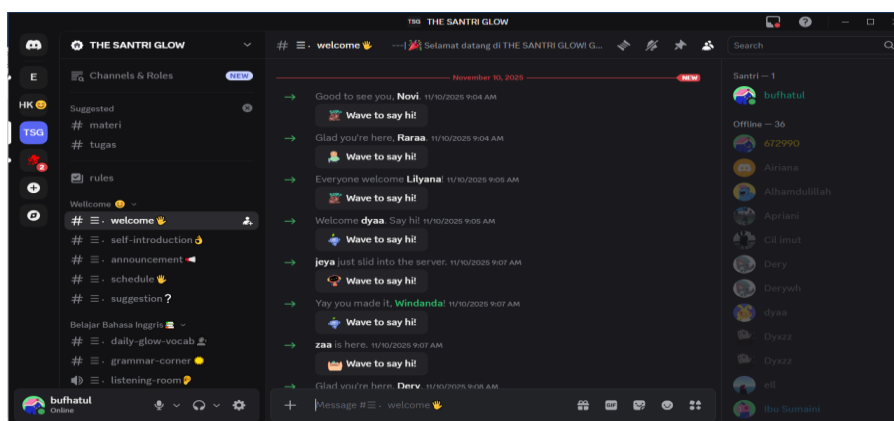 TSG THE SANTRI GLOW
E
HK😊
TSG
2
THE SANTRI GLOW
Channels & Roles NEW
Suggested
# materi
# tugas
rules
Wellcome 😊
# ☰ . welcome👋
# ☰ . self-introduction👌
# ☰ . announcement📢
# ☰ . schedule👋
# ☰ . suggestion❓
Belajar Bahasa Inggris📚
# ☰ . daily-glow-vocab🗣
# ☰ . grammar-corner🌟
☰ . listening-room👂
bufhatul
Online
# ☰ . welcome👋 ---[🎉Selamat datang di THE SANTRI GLOW! G...
Search
November 10, 2025 NEW
Good to see you, Novi. 11/10/2025 9:04 AM
Wave to say hi!
Glad you're here, Raraa. 11/10/2025 9:04 AM
Wave to say hi!
Everyone welcome Lilyana! 11/10/2025 9:05 AM
Wave to say hi!
Welcome dyaa. Say hi! 11/10/2025 9:05 AM
Wave to say hi!
jeya just slid into the server. 11/10/2025 9:07 AM
Wave to say hi!
Yay you made it, Windanda! 11/10/2025 9:07 AM
Wave to say hi!
zaa is here. 11/10/2025 9:07 AM
Wave to say hi!
Glad you're here, Dery. 11/10/2025 9:08 AM
Message #☰ . welcome👋
GIF
Santri — 1
bufhatul
Offline — 36
672990
Airiana
Alhamdulillah
Apriani
Cil imut
Dery
Derywh
dyaa
Dyxzz
Dyxzz
ell
Ibu Sumaini